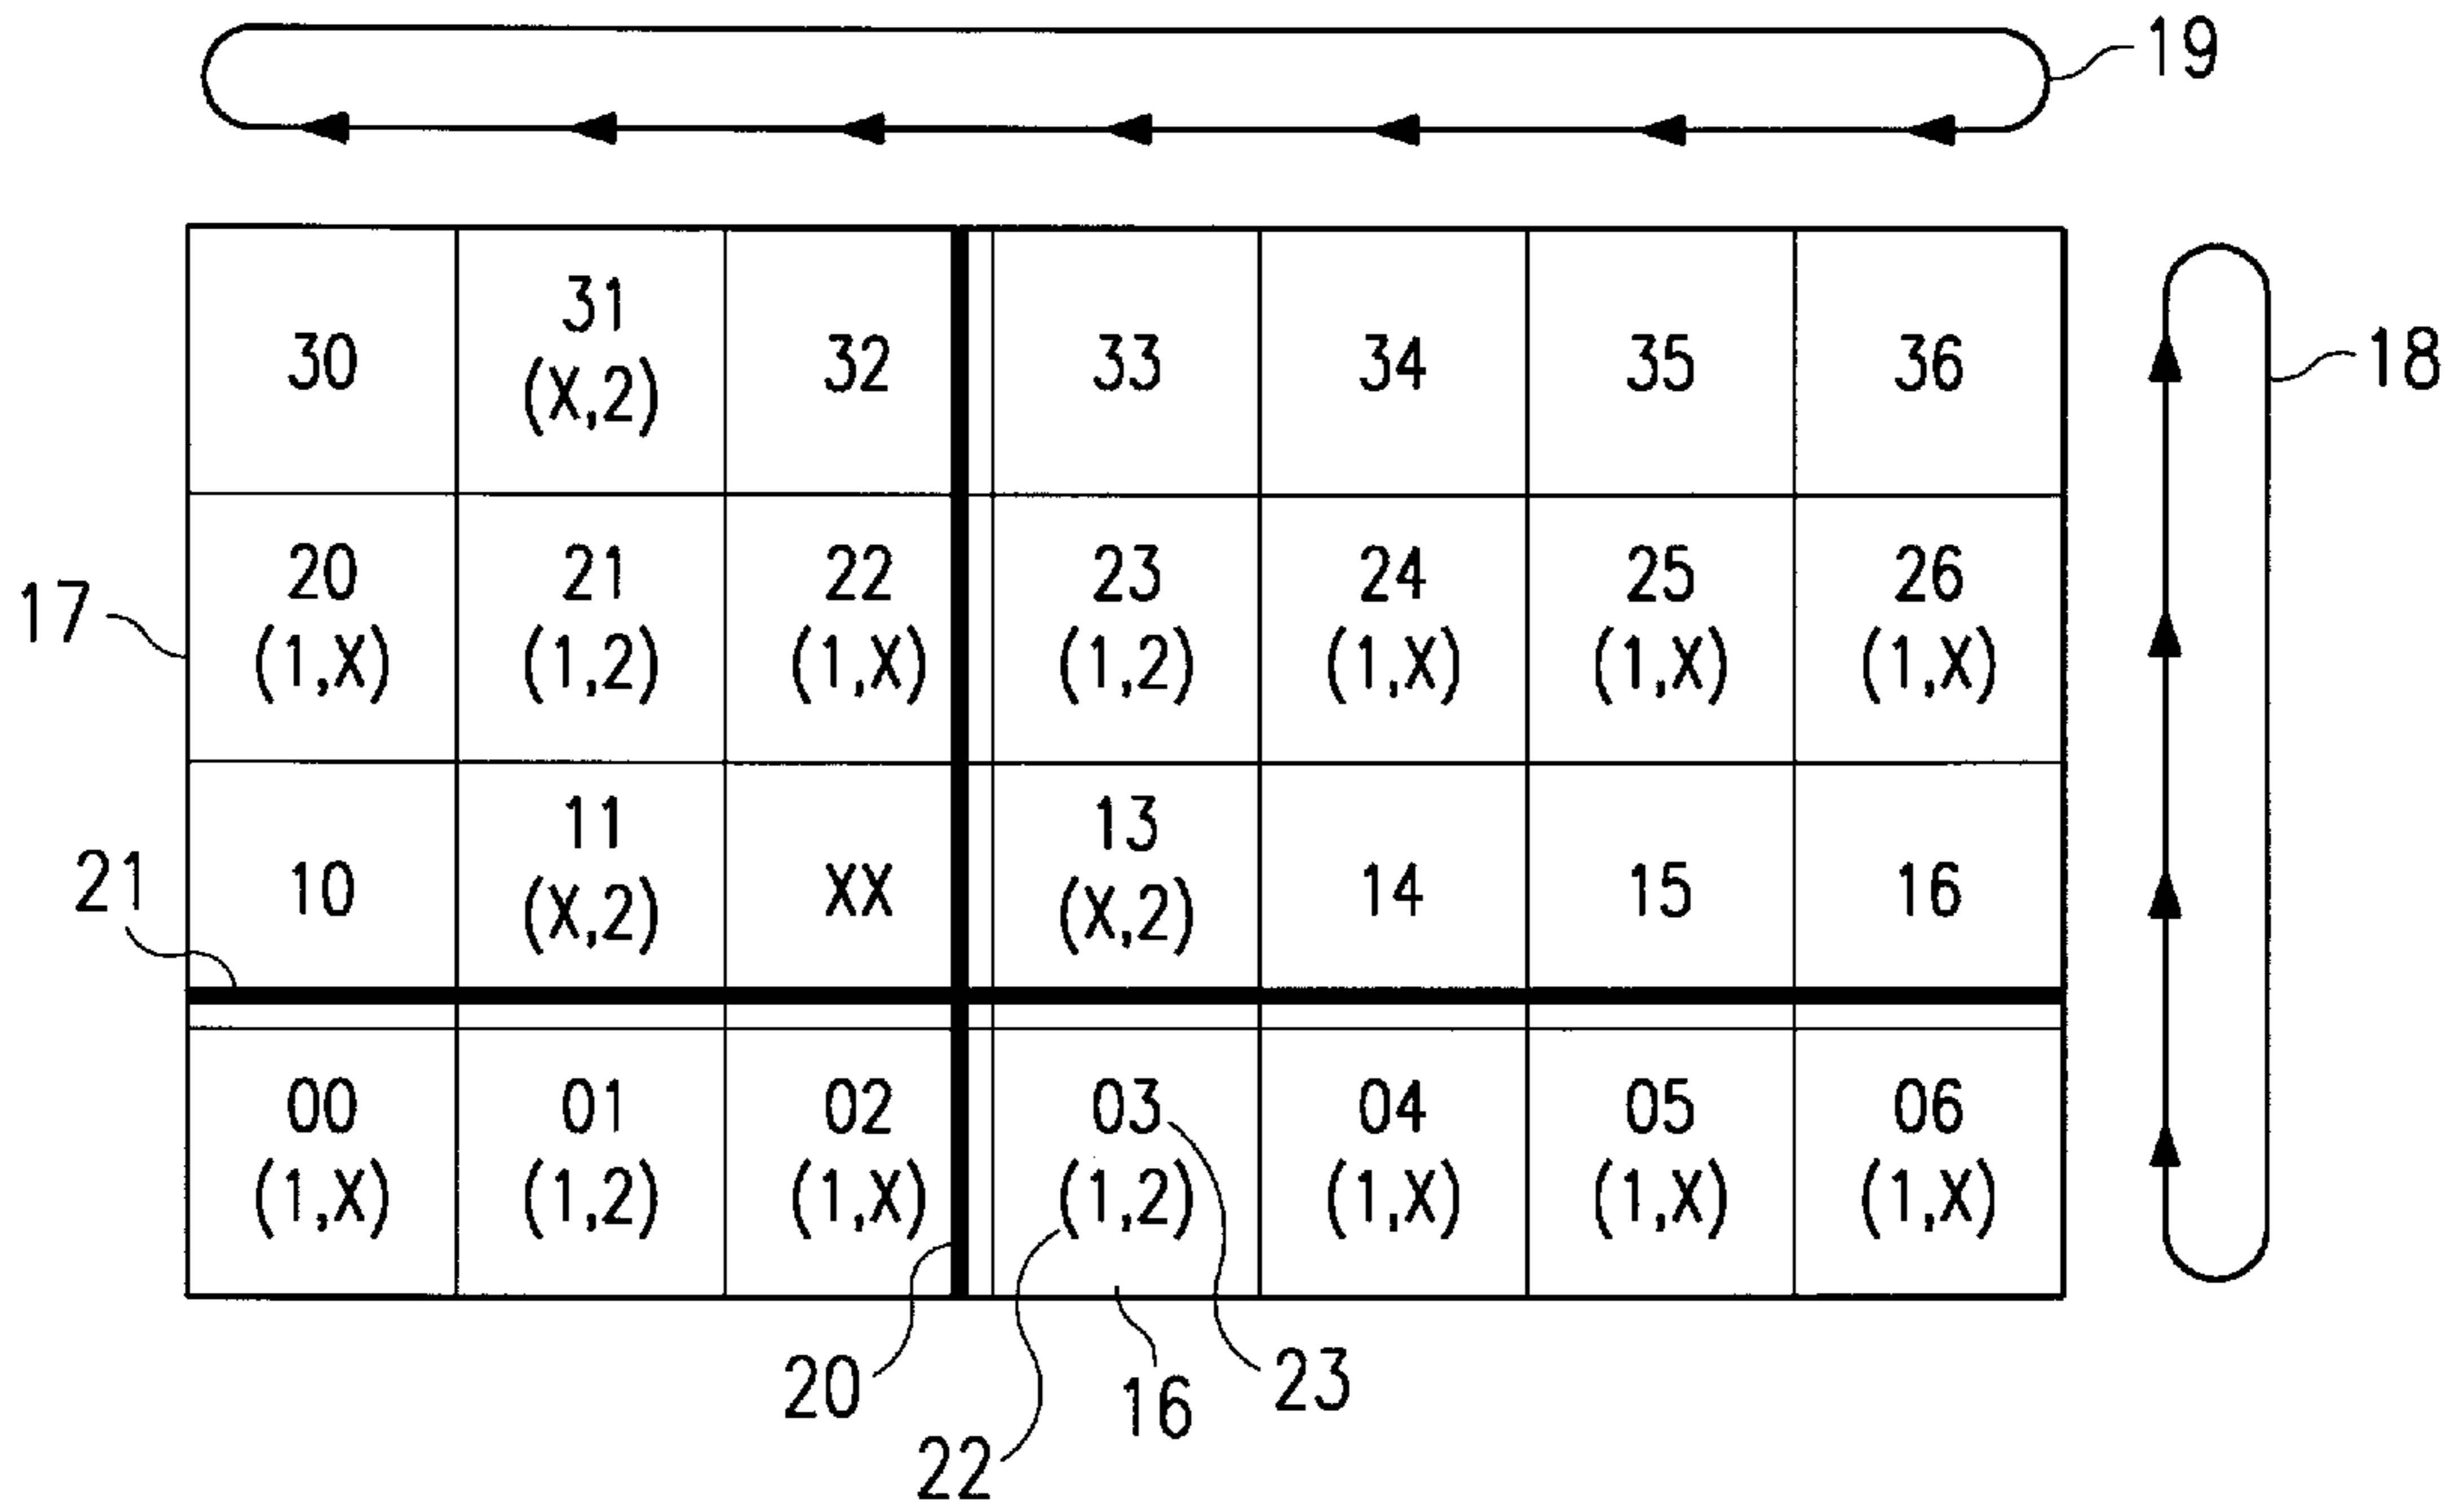 19
30 31 32 33 34 35 36
(X,2)
18
20 21 22 23 24 25 26
(1,X) (1,2) (1,X) (1,2) (1,X) (1,X) (1,X)
17
11 13
10 XX 14 15 16
(X,2) (X,2)
21
00 01 02 03 04 05 06
(1,X) (1,2) (1,X) (1,2) (1,X) (1,X) (1,X)
20 16 23
22